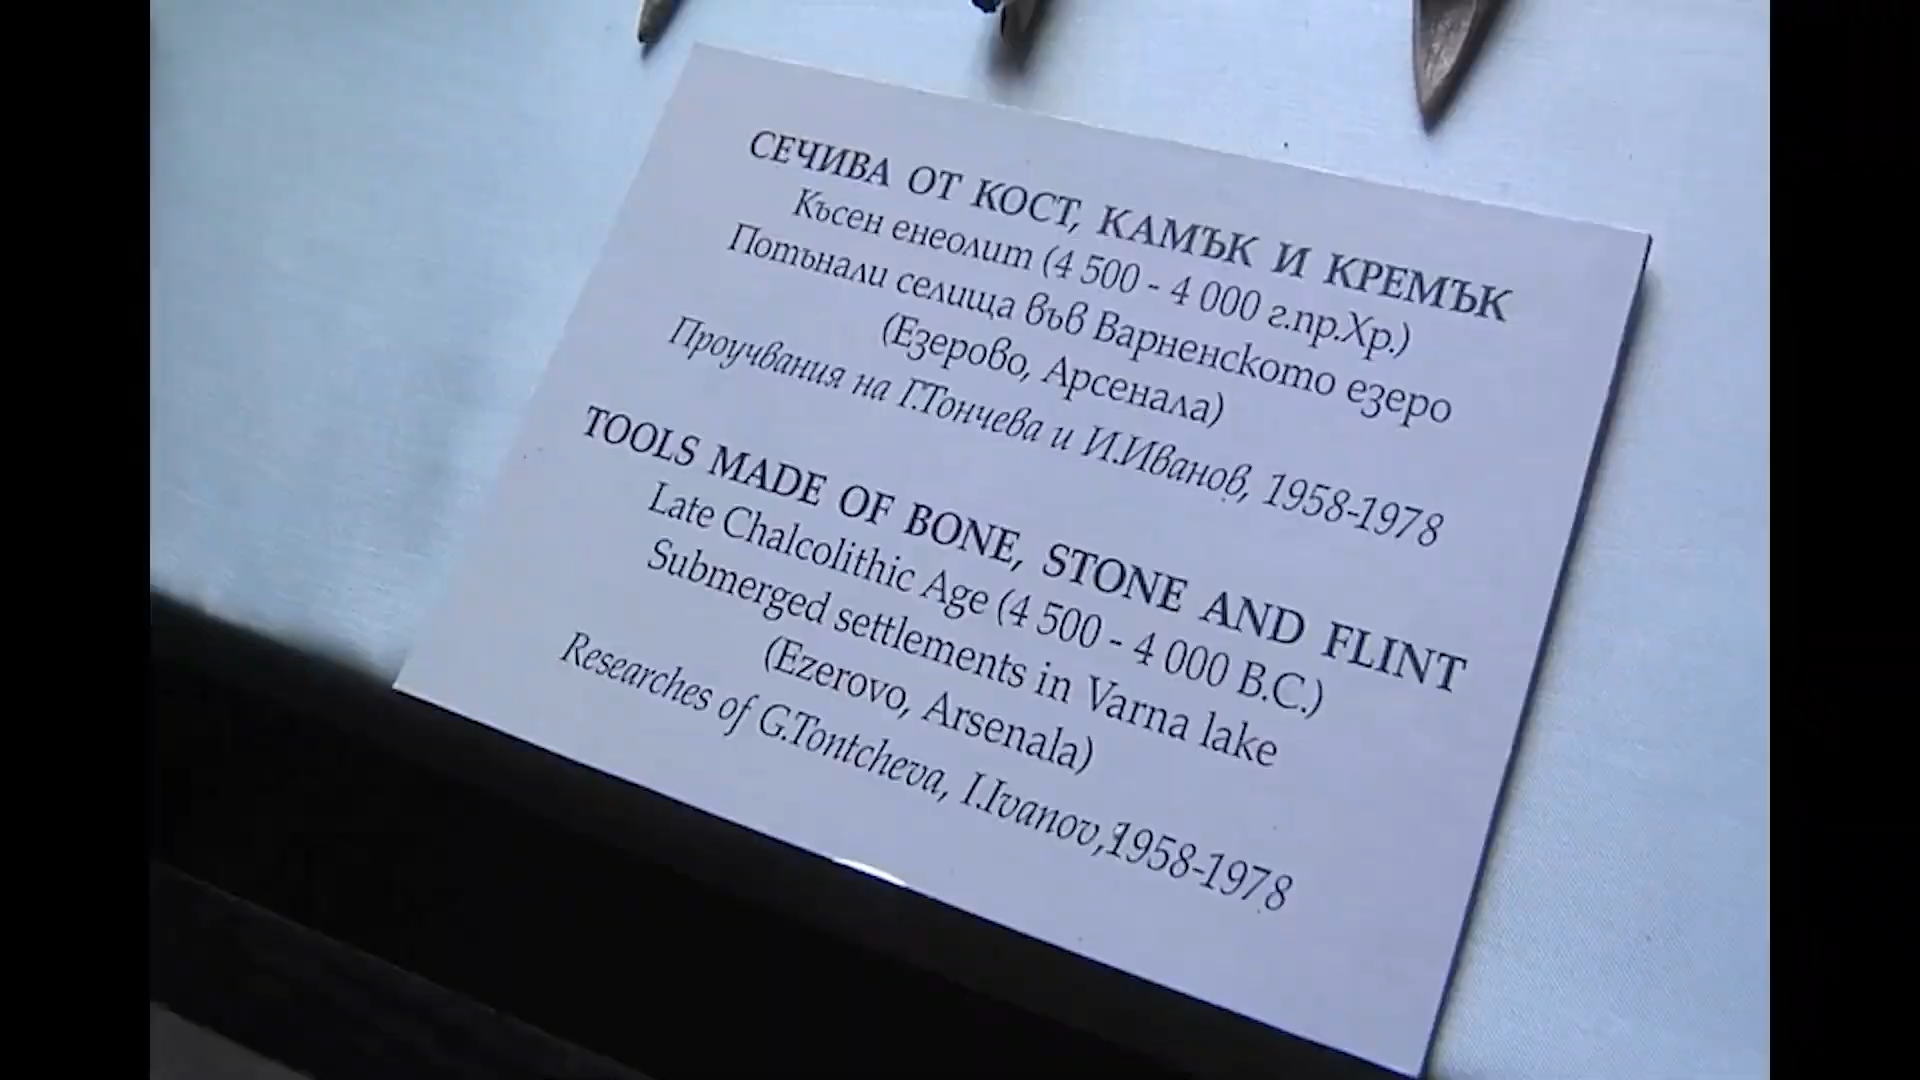 СЕЧИВА ОТ КОСТ, КАМЪК И КРЕМЪК
Късен енеолит (4 500 - 4 000 г.пр.Хр.)
Потънали селища във Варненското езеро
(Езерово, Арсенала)
Проучвания на Г.Тончева и И.Иванов, 1958-1978
TOOLS MADE OF BONE, STONE AND FLINT
Late Chalcolithic Age (4 500 - 4 000 B.C.)
Submerged settlements in Varna lake
(Ezerovo, Arsenala)
Researches of G.Tontcheva, I.Ivanov,1958-1978